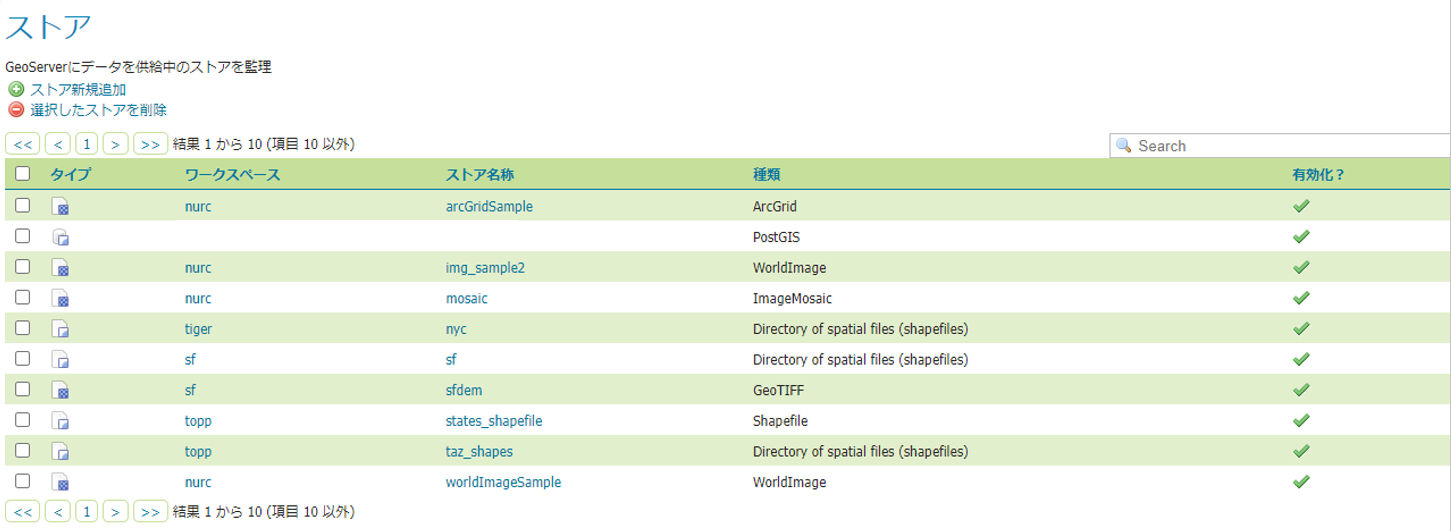 ストア
GeoServerにデータを供給中のストアを監理
ストア新規追加
選択したストアを削除
<< < 1 > >> 結果 1 から 10 (項目 10 以外) Search
タイプ ワークスペース ストア名称 種類 有効化？
nurc arcGridSample ArcGrid
PostGIS
nurc img_sample2 WorldImage
nurc mosaic ImageMosaic
tiger nyc Directory of spatial files (shapefiles)
sf sf Directory of spatial files (shapefiles)
sf sfdem GeoTIFF
topp states_shapefile Shapefile
topp taz_shapes Directory of spatial files (shapefiles)
nurc worldImageSample WorldImage
<< < 1 > >> 結果 1 から 10 (項目 10 以外)